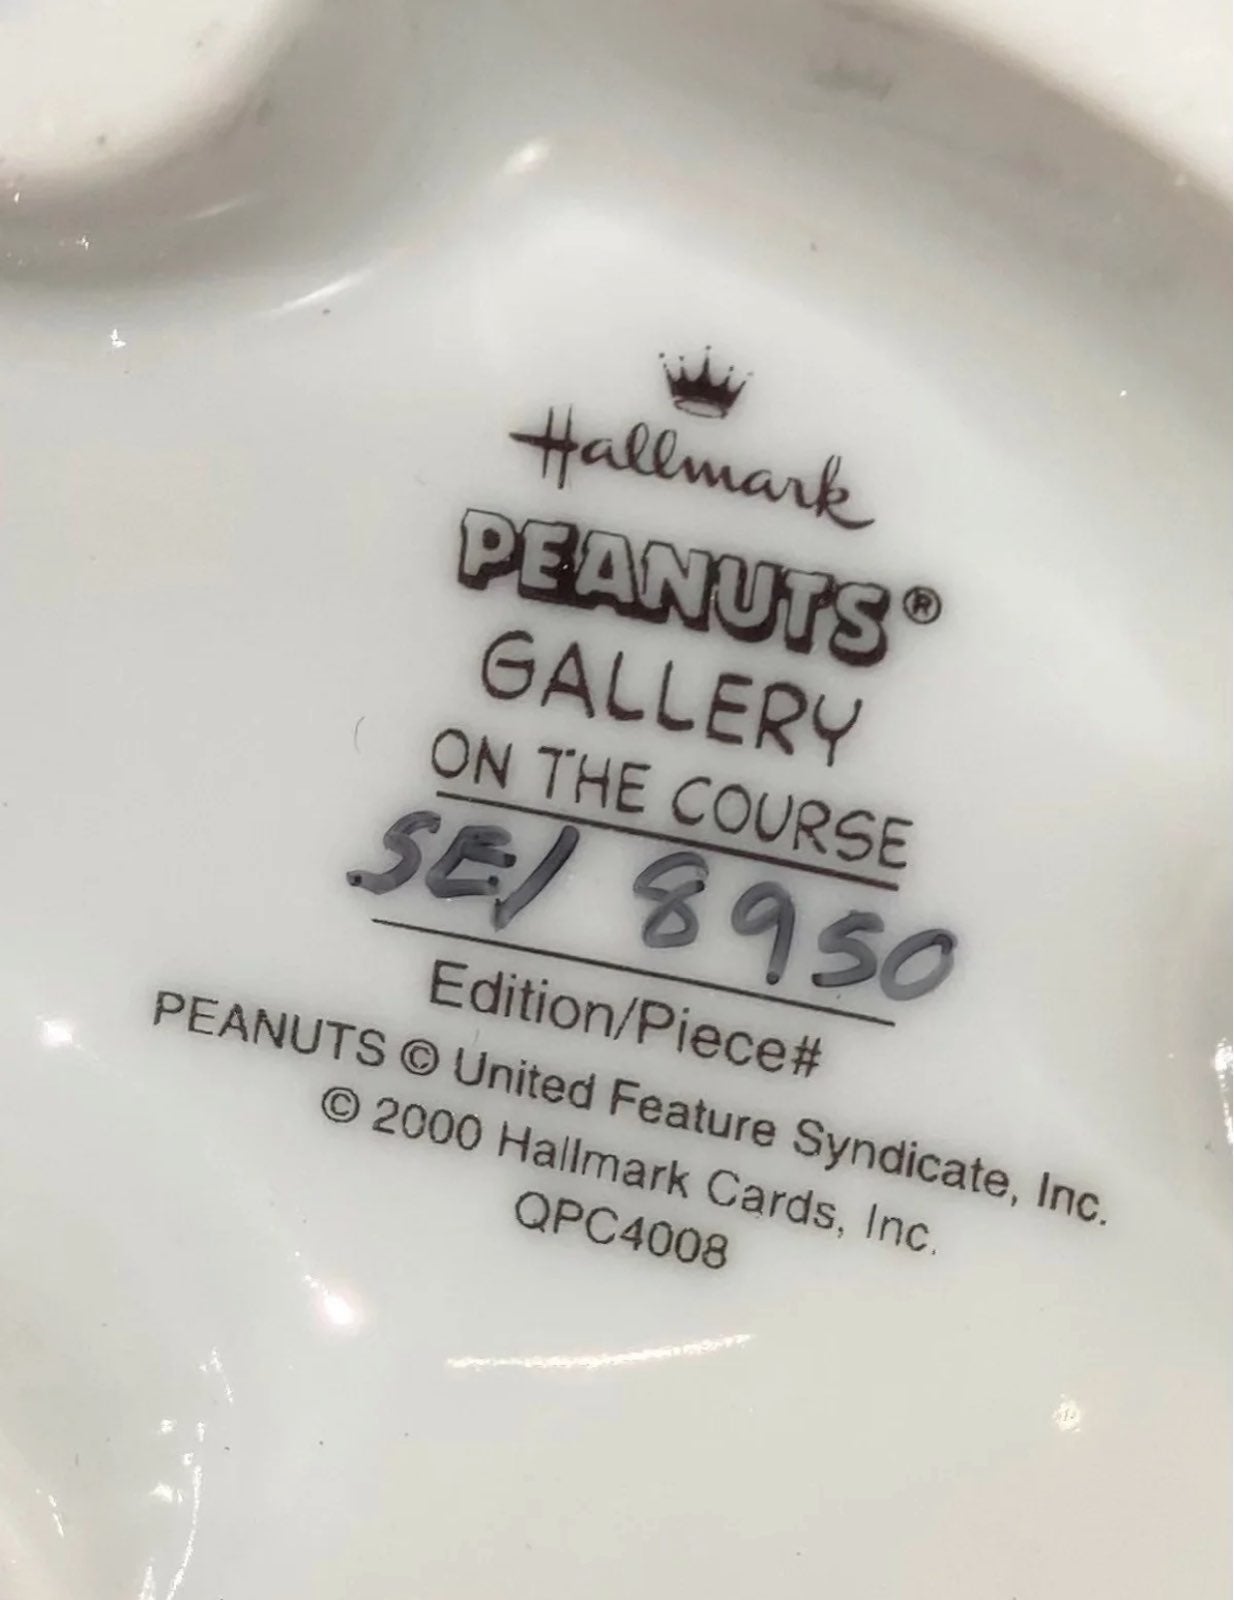 Hallmark
PEANUTS®
GALLERY
ON THE COURSE
SE/ 8950
Edition/Piece#
PEANUTS © United Feature Syndicate, Inc.
© 2000 Hallmark Cards, Inc.
QPC4008